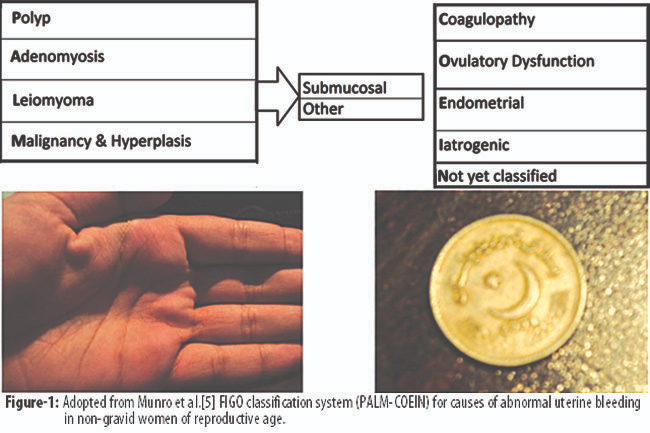 Polyp
Adenomyosis
Leiomyoma
Malignancy & Hyperplasis
Submucosal
Other
Coagulopathy
Ovulatory Dysfunction
Endometrial
Iatrogenic
Not yet classified
Figure-1: Adopted from Munro et al.[5] FIGO classification system (PALM-COEIN) for causes of abnormal uterine bleeding
in non-gravid women of reproductive age.